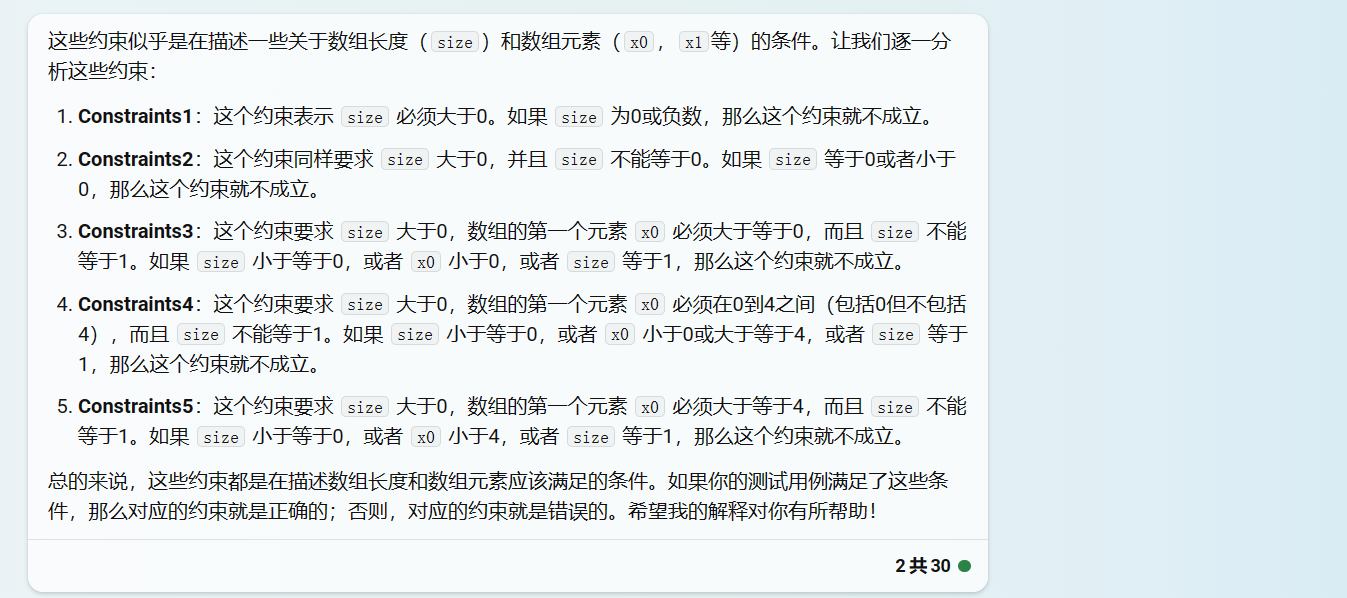 这些约束似乎是在描述一些关于数组长度（size）和数组元素（x0，x1等）的条件。让我们逐一分
析这些约束：
1. Constraints1：这个约束表示 size 必须大于0。如果 size 为0或负数，那么这个约束就不成立。
2. Constraints2：这个约束同样要求 size 大于0，并且 size 不能等于0。如果 size 等于0或者小于
0，那么这个约束就不成立。
3. Constraints3：这个约束要求 size 大于0，数组的第一个元素 x0 必须大于等于0，而且 size 不能
等于1。如果 size 小于等于0，或者 x0 小于0，或者 size 等于1，那么这个约束就不成立。
4. Constraints4：这个约束要求 size 大于0，数组的第一个元素 x0 必须在0到4之间（包括0但不包括
4），而且 size 不能等于1。如果 size 小于等于0，或者 x0 小于0或大于等于4，或者 size 等于
1，那么这个约束就不成立。
5. Constraints5：这个约束要求 size 大于0，数组的第一个元素 x0 必须大于等于4，而且 size 不能
等于1。如果 size 小于等于0，或者 x0 小于4，或者 size 等于1，那么这个约束就不成立。
总的来说，这些约束都是在描述数组长度和数组元素应该满足的条件。如果你的测试用例满足了这些条
件，那么对应的约束就是正确的；否则，对应的约束就是错误的。希望我的解释对你有所帮助！
2 共 30